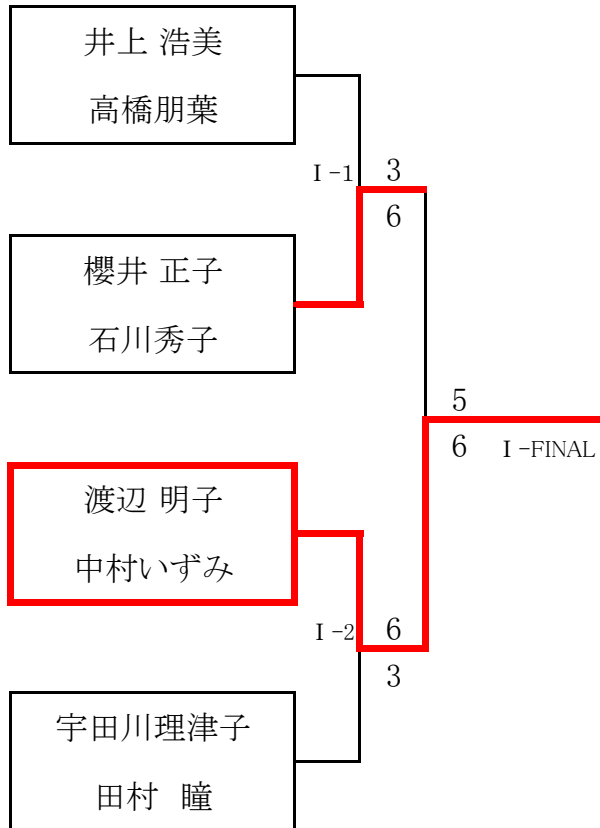 井上 浩美
高橋朋葉
Ⅰ-1
3
6
櫻井 正子
石川秀子
5
6
Ⅰ-FINAL
渡辺 明子
中村いずみ
Ⅰ-2
6
3
宇田川理津子
田村 瞳